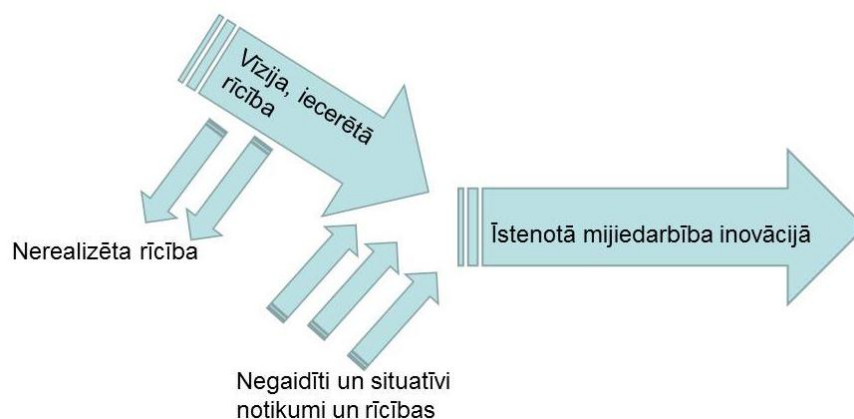 Vīzija, iecerētā
rīcība
Nerealizēta rīcība
Īstenotā mijiedarbība inovācijā
Negaidīti un situatīvi
notikumi un rīcības